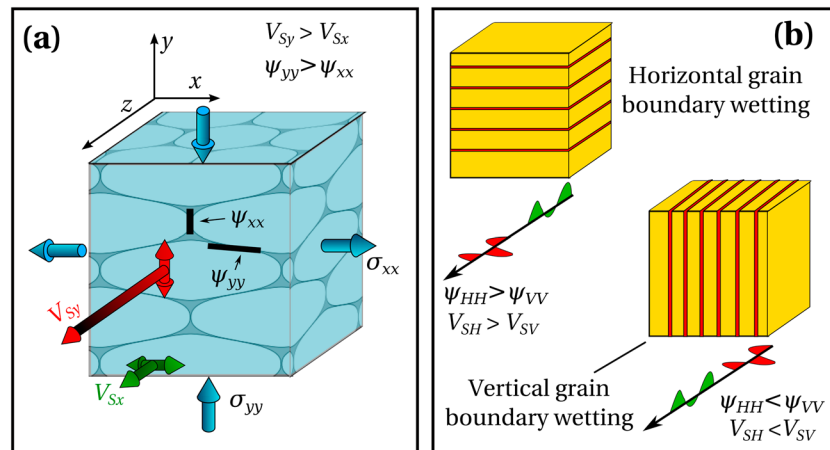 (a)
V_Sy > V_Sx
ψ_yy > ψ_xx
y
x
z
ψ_xx
ψ_yy
σ_xx
V_Sy
V_Sx
σ_yy
(b)
Horizontal grain
boundary wetting
ψ_HH > ψ_VV
V_SH > V_SV
Vertical grain
boundary wetting
ψ_HH < ψ_VV
V_SH < V_SV